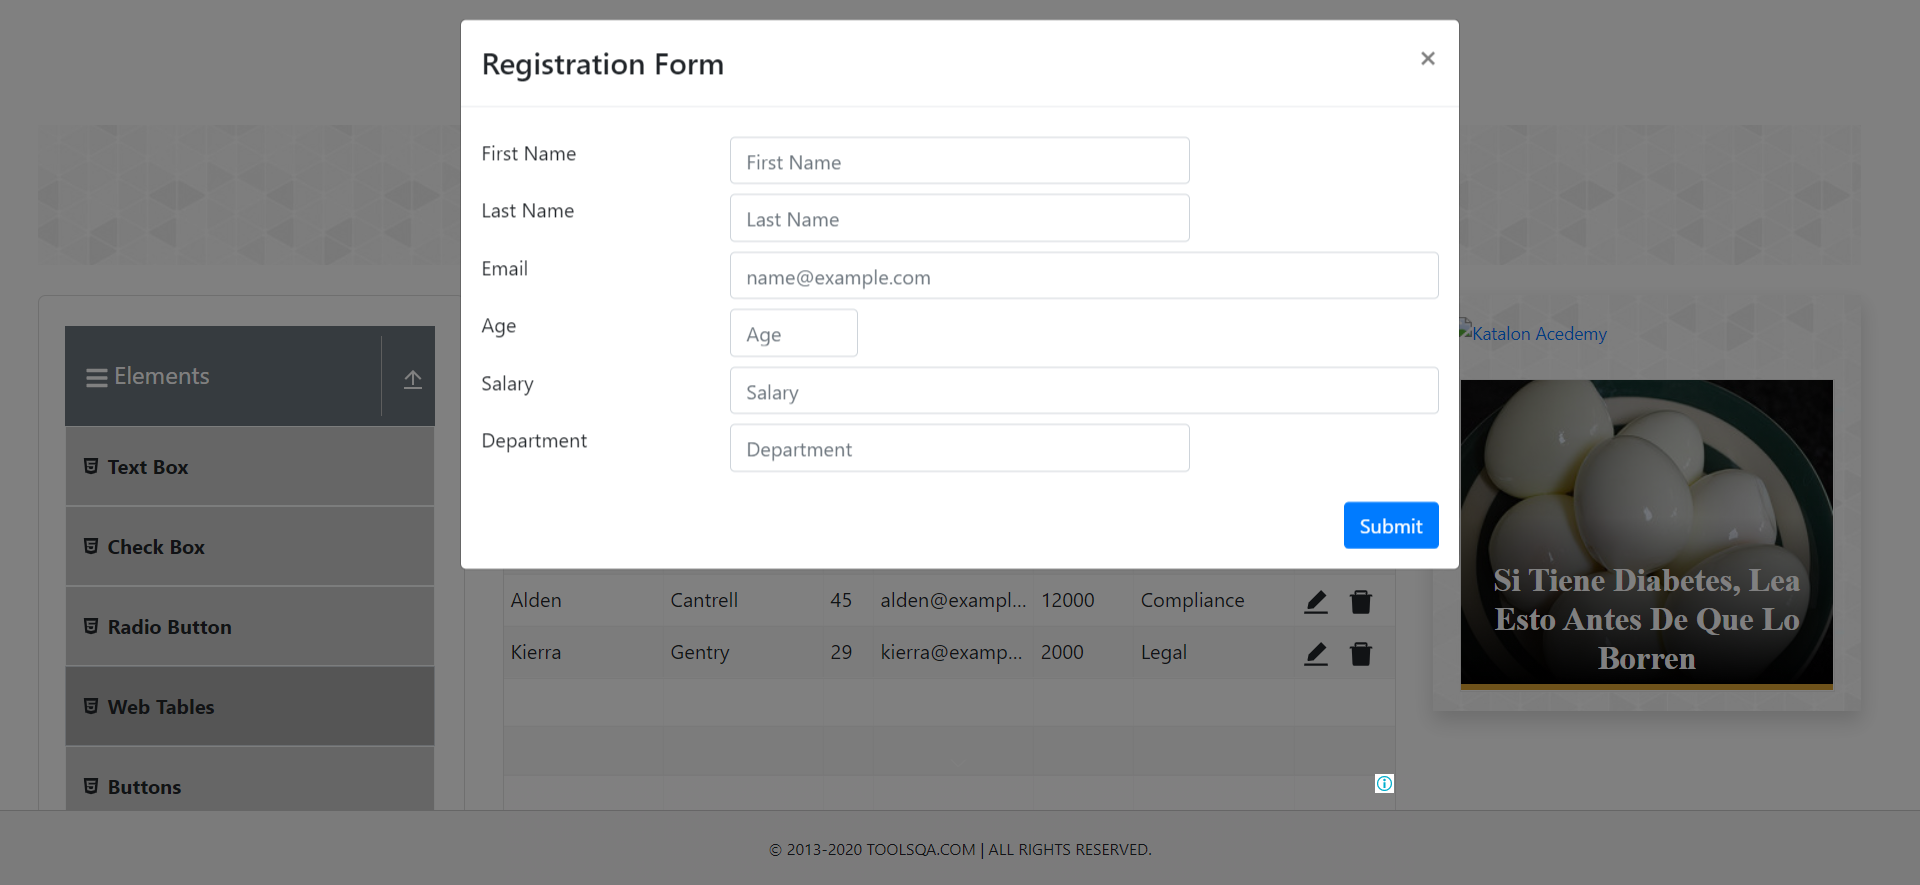 Registration Form
×
First Name
First Name
Last Name
Last Name
Email
name@example.com
Age
Age
Salary
Salary
Department
Department
Submit
Elements
Text Box
Check Box
Radio Button
Web Tables
Buttons
Alden Cantrell 45 alden@exampl... 12000 Compliance
Kierra Gentry 29 kierra@examp... 2000 Legal
Katalon Acedemy
Si Tiene Diabetes, Lea
Esto Antes De Que Lo
Borren
© 2013-2020 TOOLSQA.COM | ALL RIGHTS RESERVED.